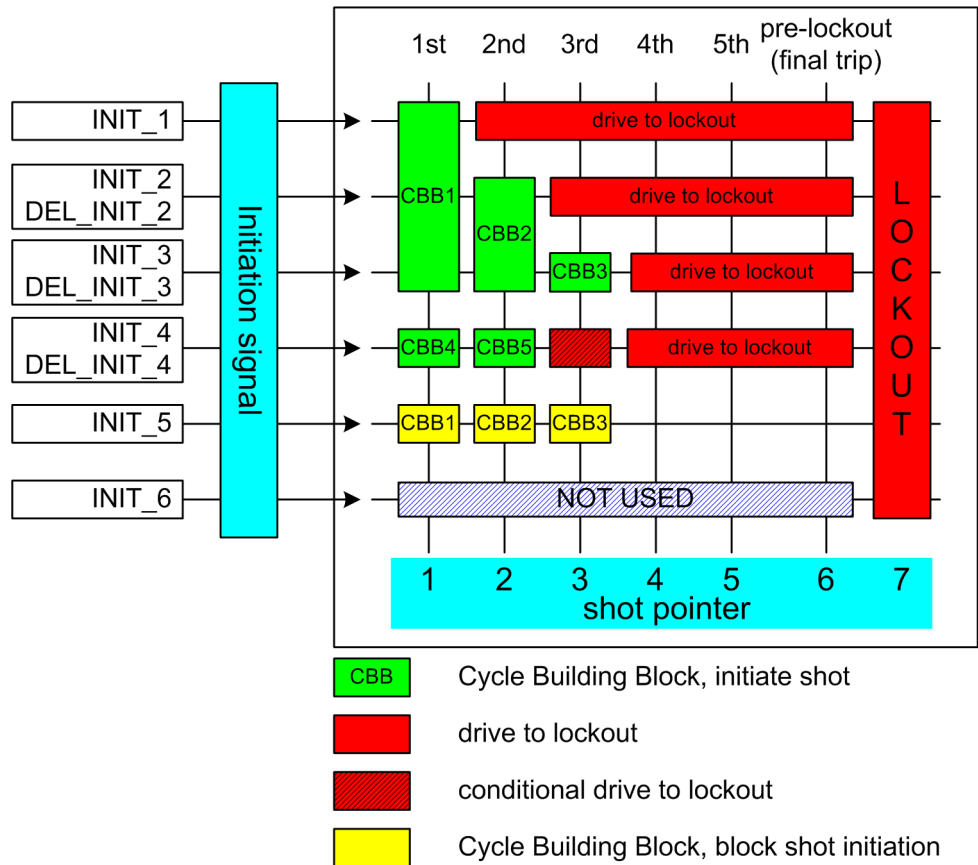 1st 2nd 3rd 4th 5th pre-lockout
(final trip)
INIT_1
drive to lockout
INIT_2
DEL_INIT_2
CBB1
CBB2
drive to lockout
INIT_3
DEL_INIT_3
CBB3
drive to lockout
INIT_4
DEL_INIT_4
CBB4
CBB5
drive to lockout
INIT_5
CBB1
CBB2
CBB3
INIT_6
NOT USED
Initiation signal
LOCKOUT
1 2 3 4 5 6 7
shot pointer
CBB Cycle Building Block, initiate shot
drive to lockout
conditional drive to lockout
Cycle Building Block, block shot initiation